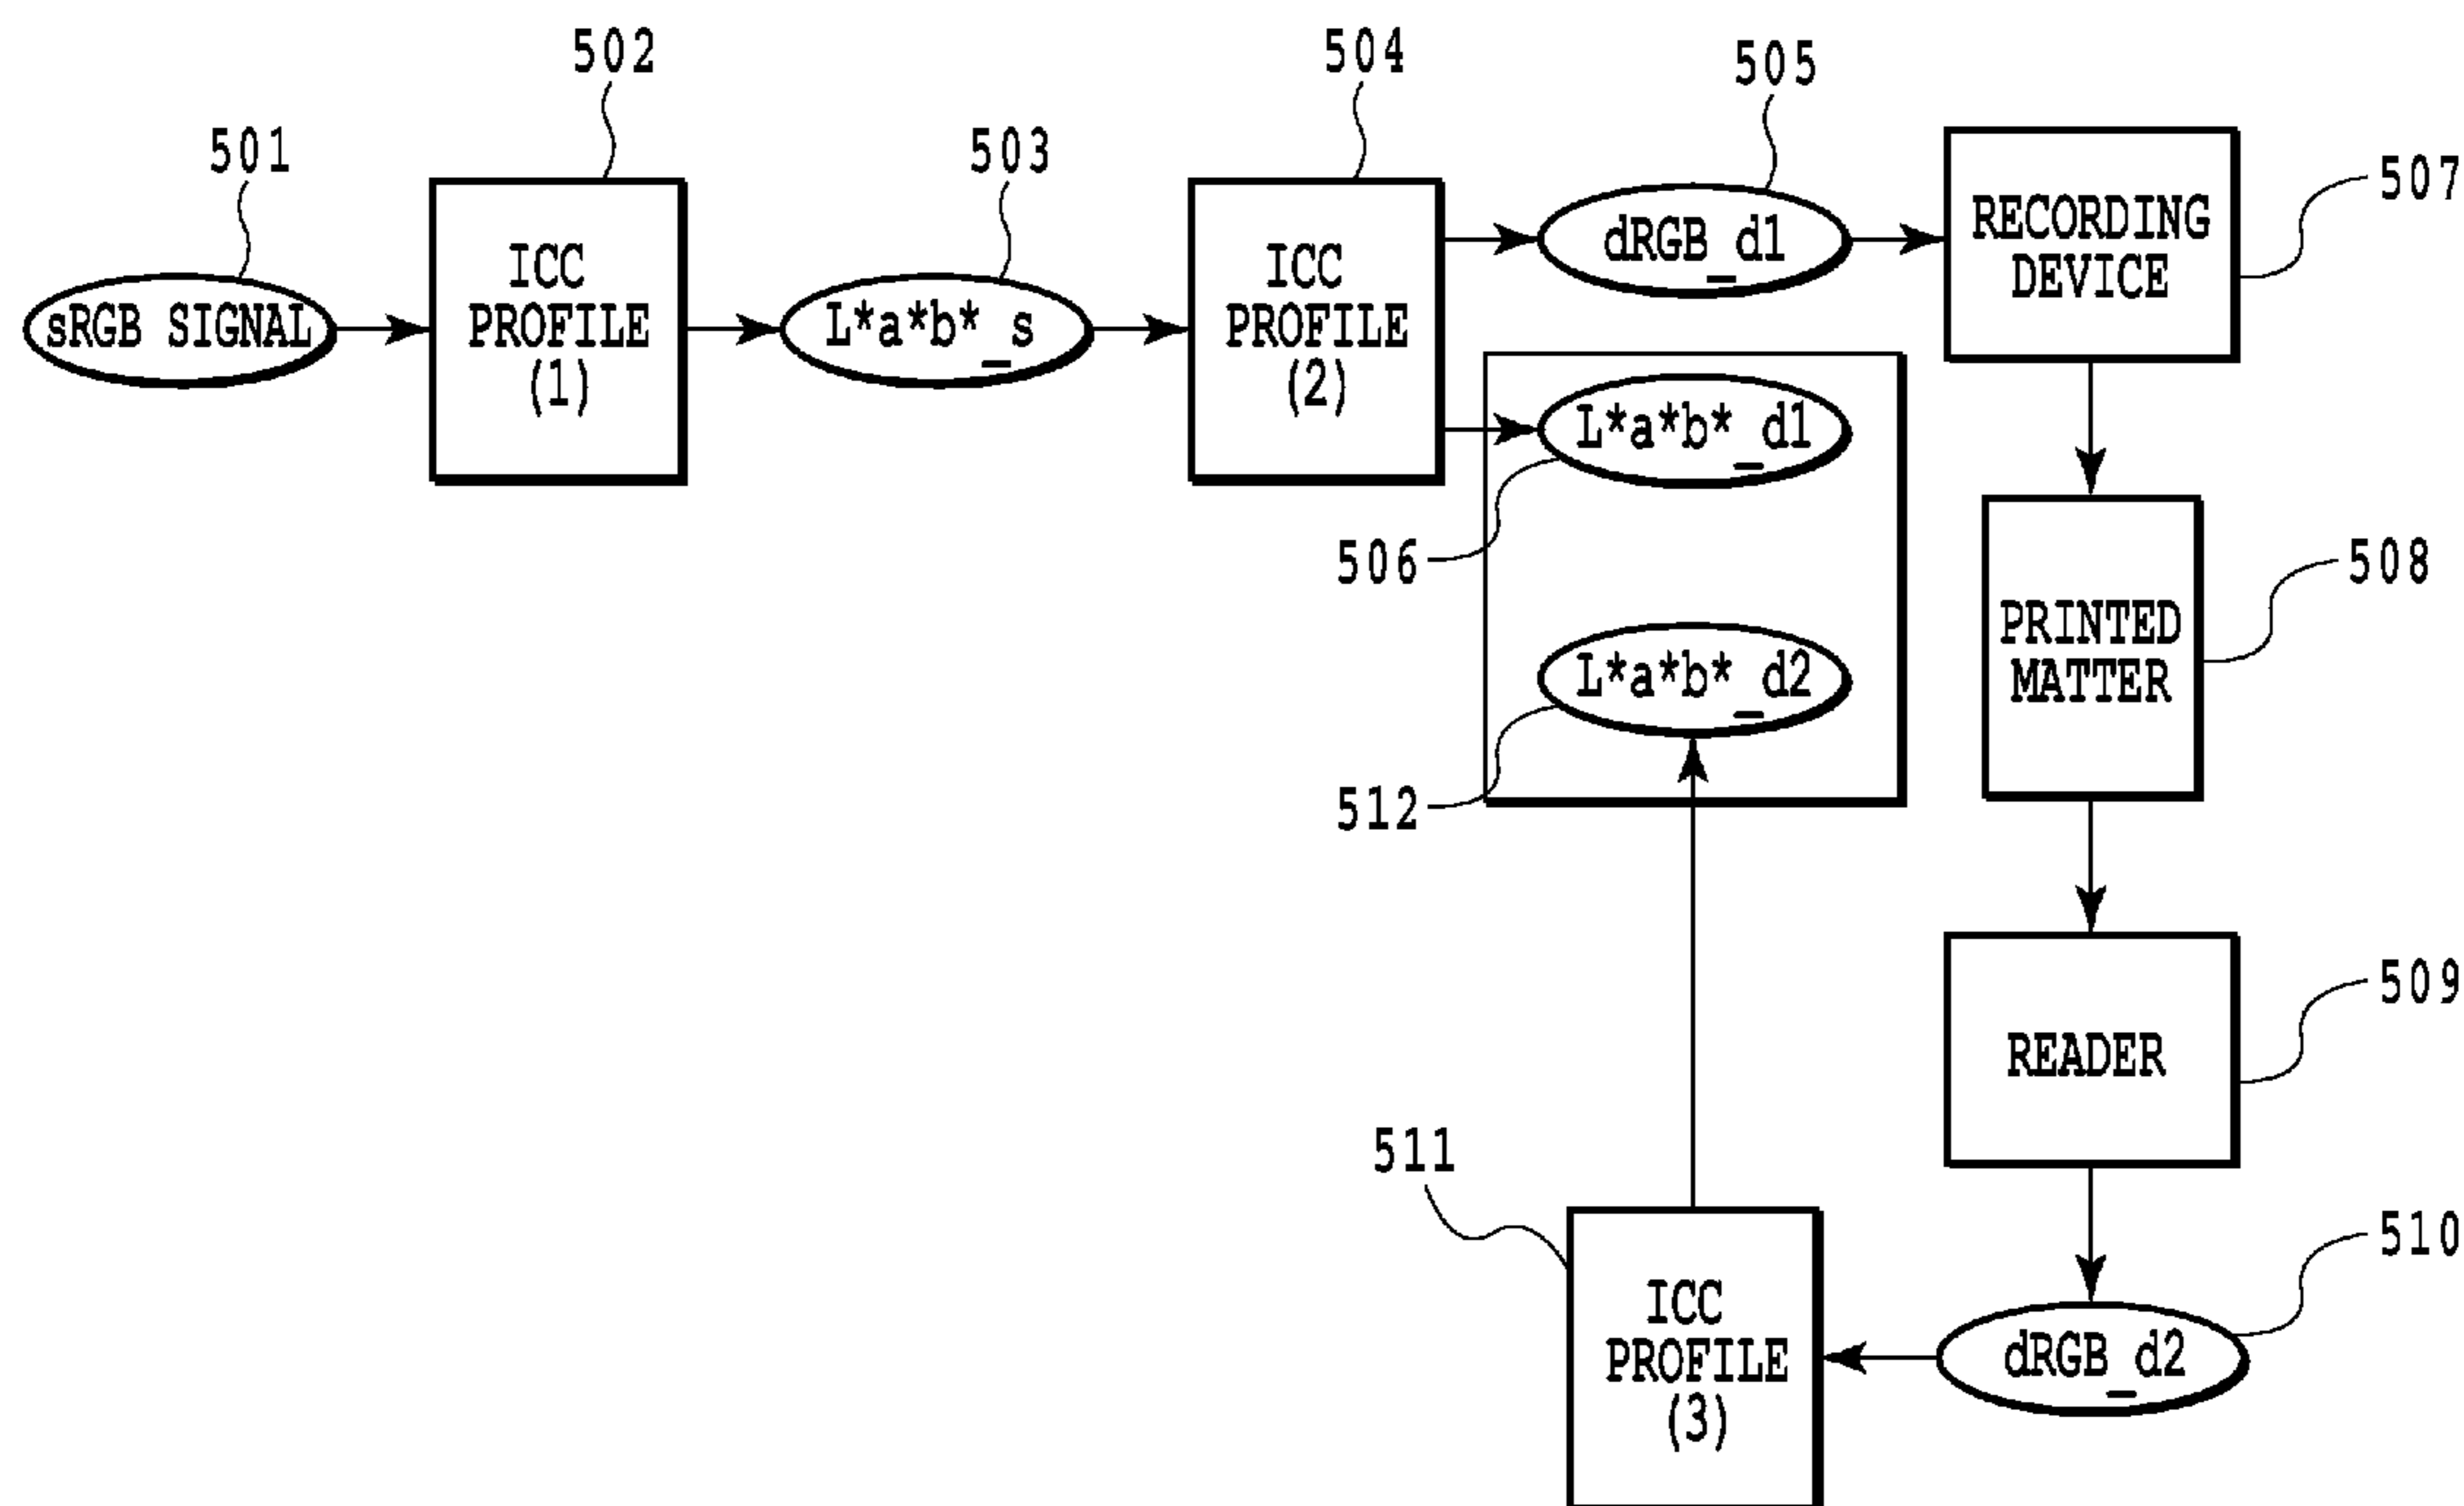 502
504
505
501
503
507
sRGB SIGNAL
ICC
PROFILE
(1)
L*a*b*_s
ICC
PROFILE
(2)
dRGB_d1
RECORDING
DEVICE
L*a*b*_d1
506
508
PRINTED
MATTER
L*a*b*_d2
512
509
READER
511
510
ICC
PROFILE
(3)
dRGB_d2